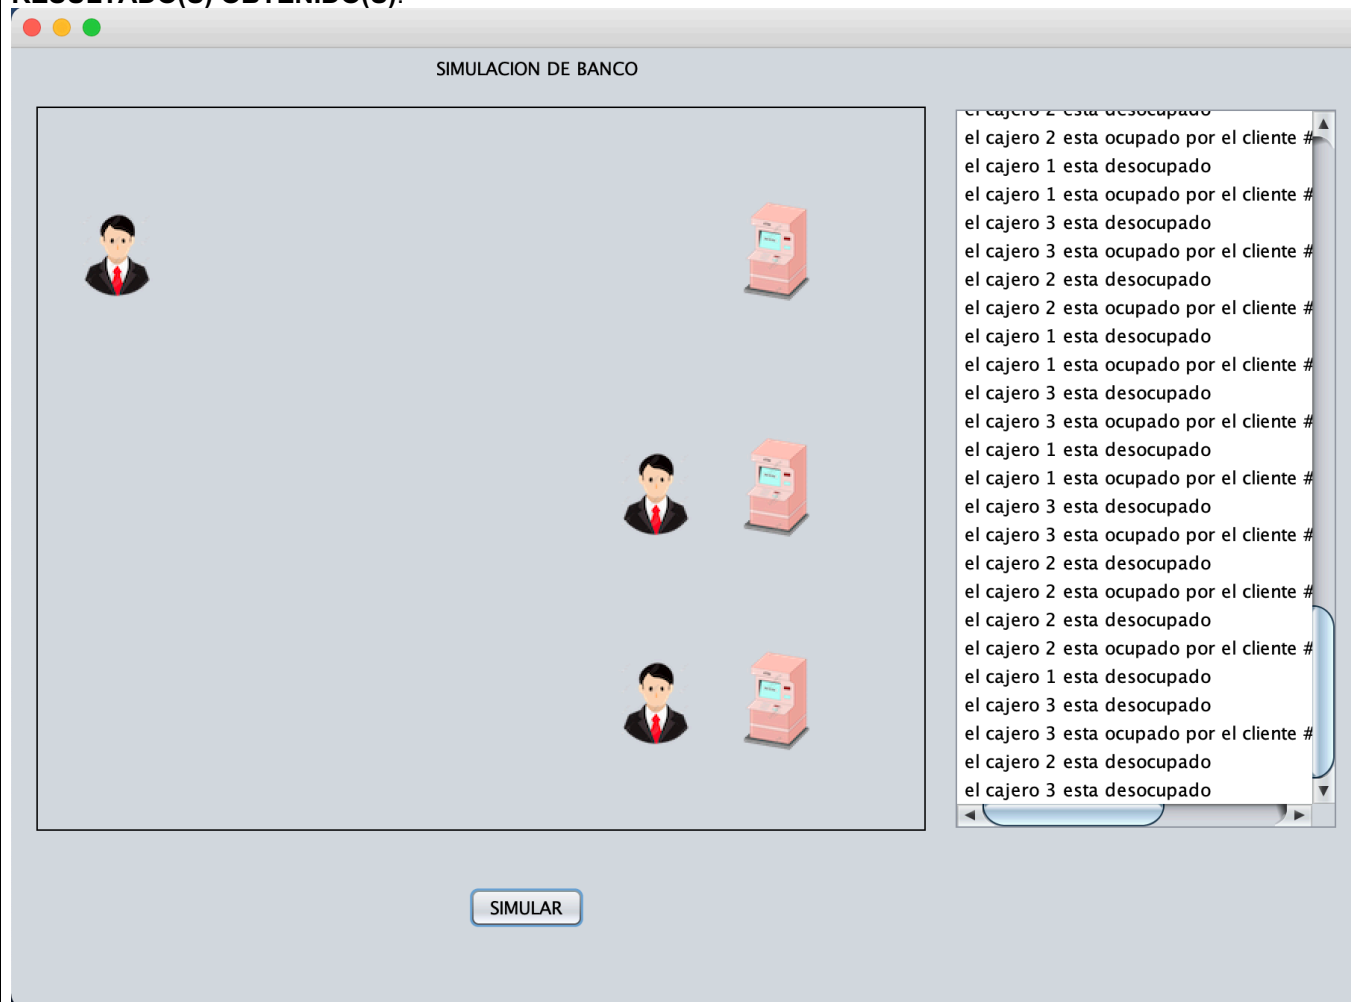 RESULTADO(S) OBTENIDO(S):
SIMULACION DE BANCO
el cajero 2 esta desocupado
el cajero 2 esta ocupado por el cliente #
el cajero 1 esta desocupado
el cajero 1 esta ocupado por el cliente #
el cajero 3 esta desocupado
el cajero 3 esta ocupado por el cliente #
el cajero 2 esta desocupado
el cajero 2 esta ocupado por el cliente #
el cajero 1 esta desocupado
el cajero 1 esta ocupado por el cliente #
el cajero 3 esta desocupado
el cajero 3 esta ocupado por el cliente #
el cajero 1 esta desocupado
el cajero 1 esta ocupado por el cliente #
el cajero 3 esta desocupado
el cajero 3 esta ocupado por el cliente #
el cajero 2 esta desocupado
el cajero 2 esta ocupado por el cliente #
el cajero 2 esta desocupado
el cajero 2 esta ocupado por el cliente #
el cajero 1 esta desocupado
el cajero 3 esta desocupado
el cajero 3 esta ocupado por el cliente #
el cajero 2 esta desocupado
el cajero 3 esta desocupado
SIMULAR